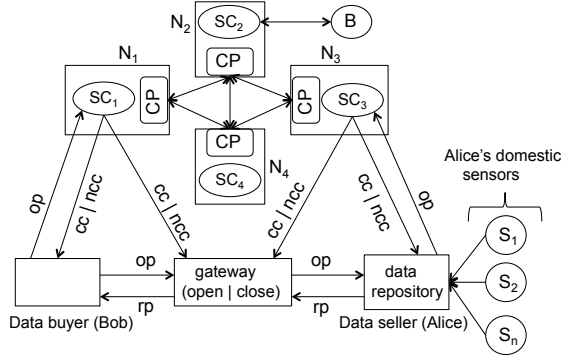 SC2
B
N2
CP
N1
N3
SC1
CP
CP
SC3
CP
SC4
N4
Alice's domestic
sensors
op
cc | ncc
cc | ncc
cc | ncc
cc | ncc
op
S1
S2
Sn
op
gateway
(open | close)
op
data
repository
rp
rp
Data buyer (Bob)
Data seller (Alice)